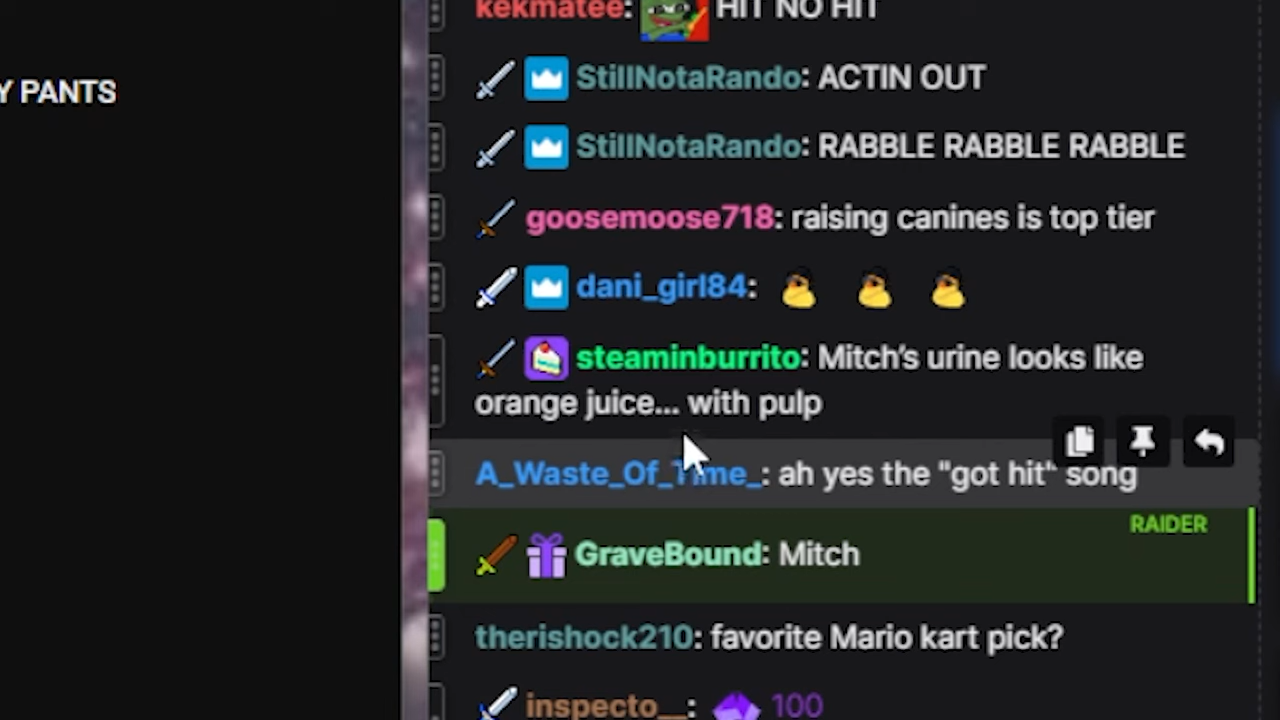 kekmatee: HIT NO HIT
Y PANTS
StillNotaRando: ACTIN OUT
StillNotaRando: RABBLE RABBLE RABBLE
goosemoose718: raising canines is top tier
dani_girl84:
steaminburrito: Mitch's urine looks like
orange juice... with pulp
A_Waste_Of_Time_: ah yes the "got hit" song
RAIDER
GraveBound: Mitch
therishock210: favorite Mario kart pick?
inspecto__: 100